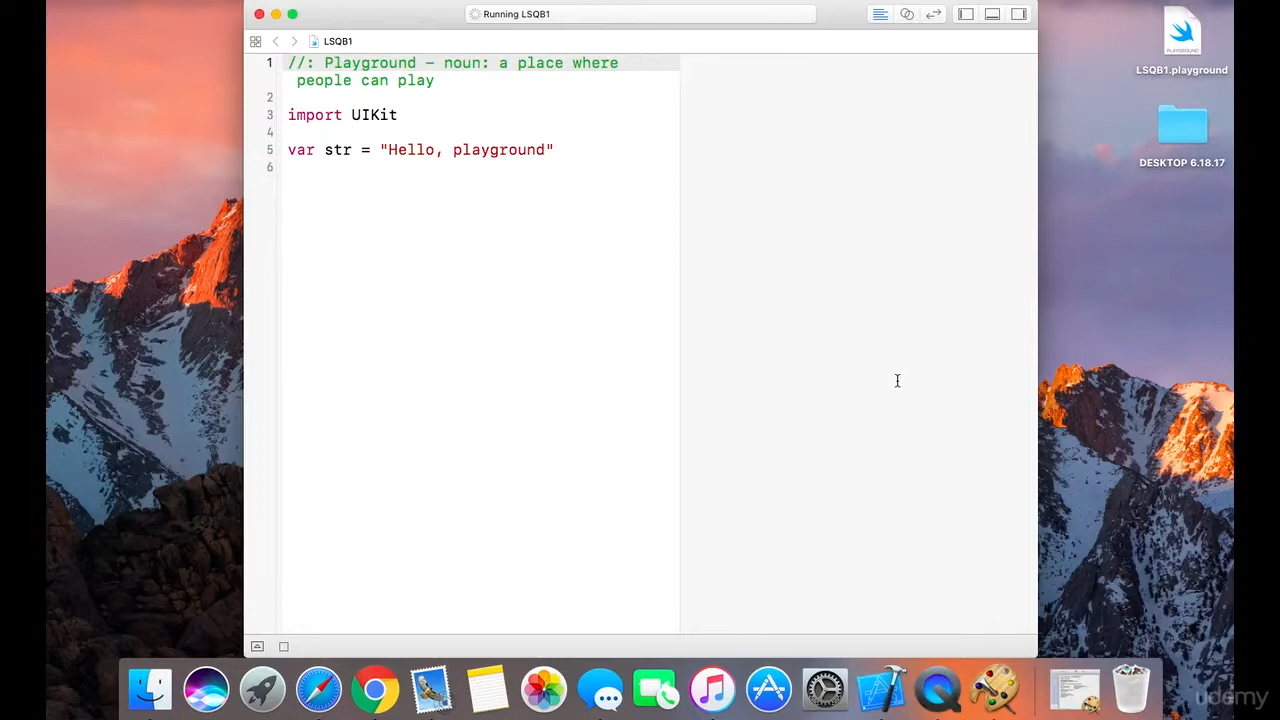 Running LSQB1
LSQB1
1 //: Playground – noun: a place where
people can play
2
3 import UIKit
4
5 var str = "Hello, playground"
6
PLAYGROUND
LSQB1.playground
DESKTOP 6.18.17
udemy